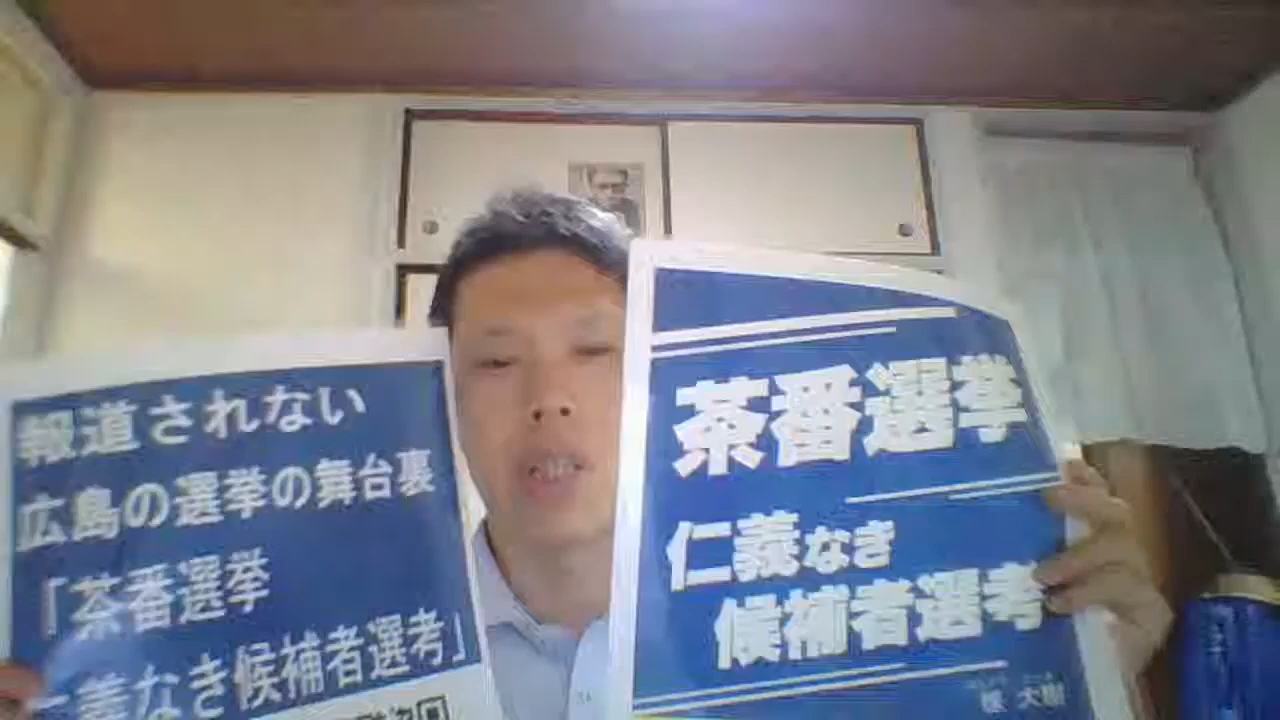 報道されない
広島の選挙の舞台裏
「茶番選挙
義なき候補者選考」
茶番選挙
仁義なき
候補者選考